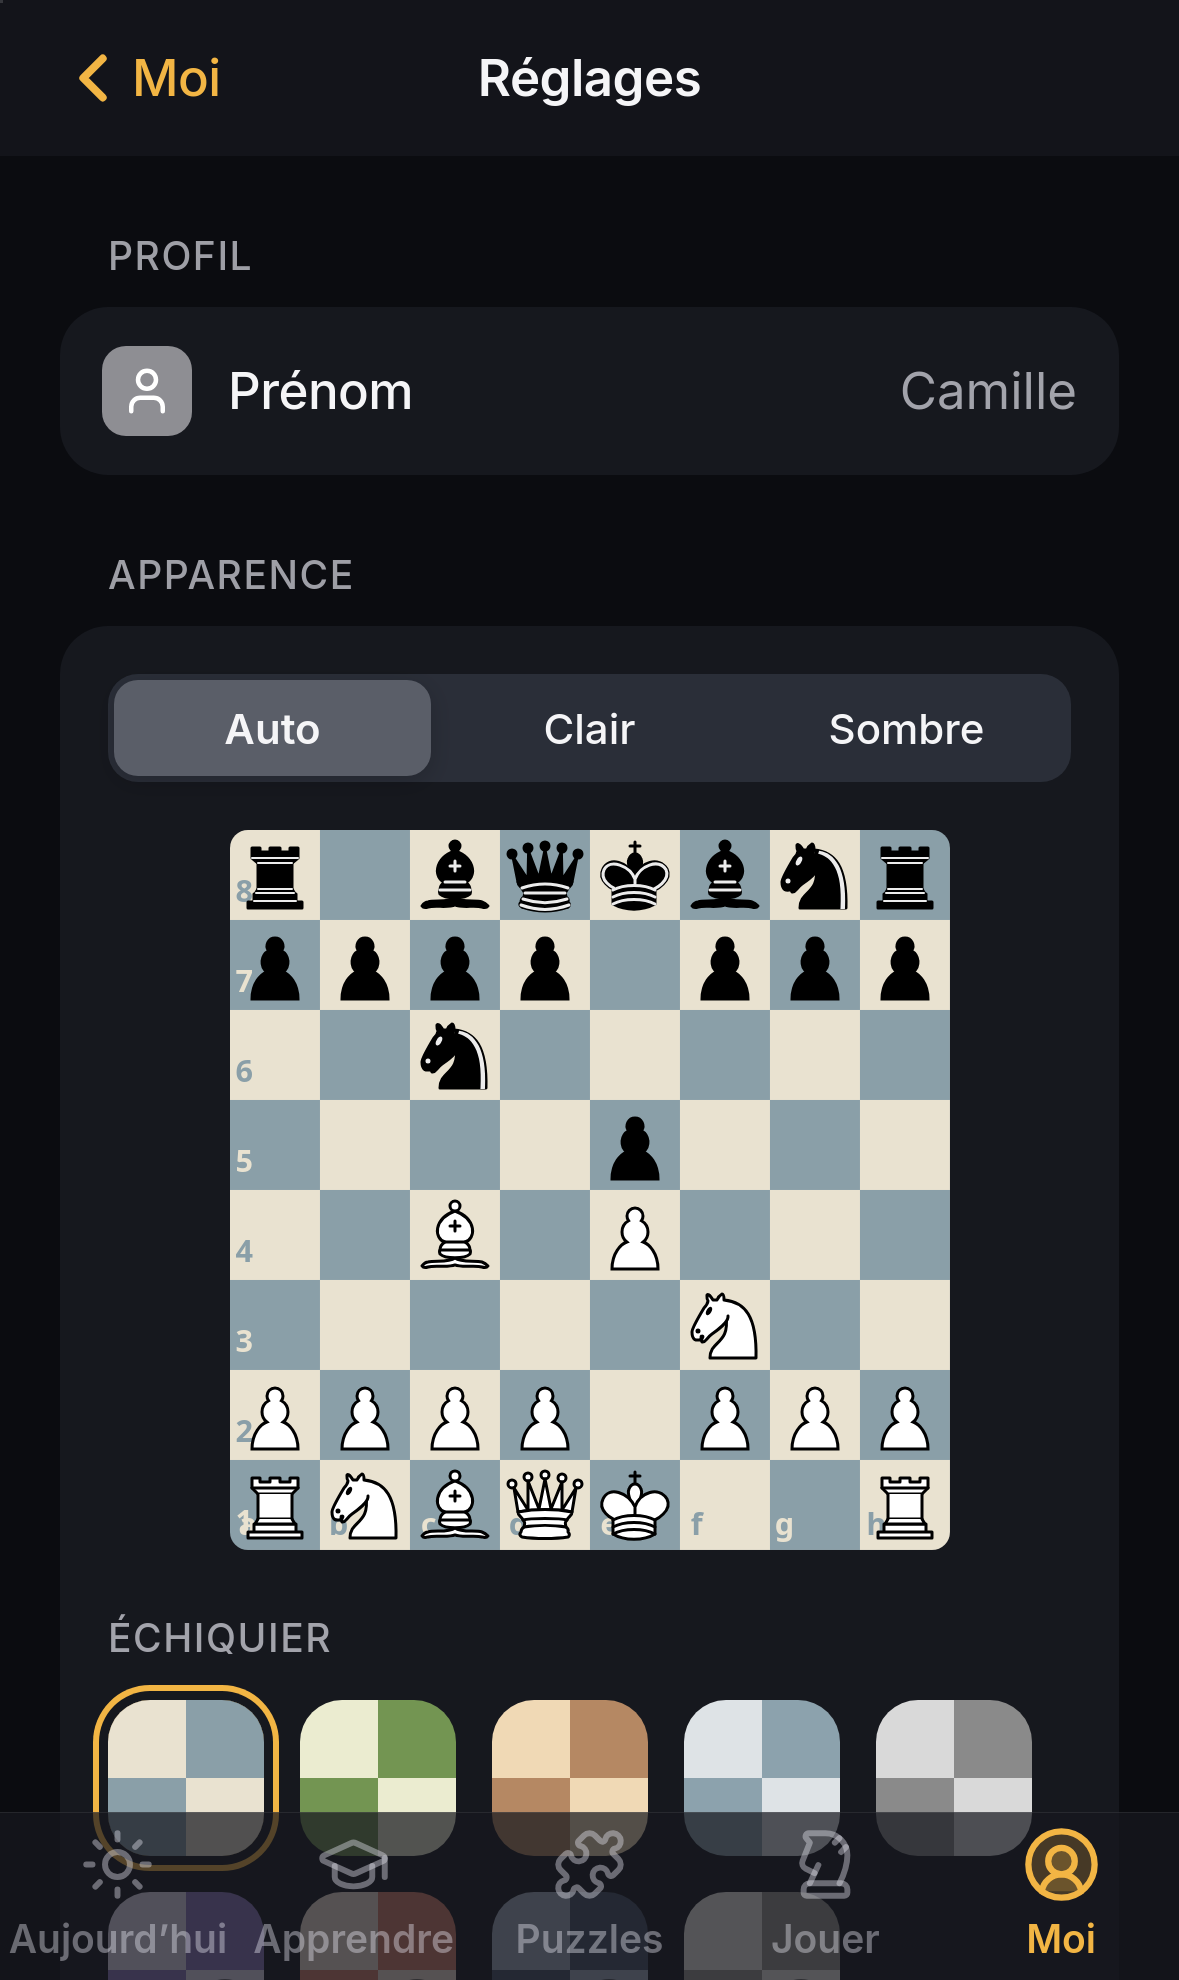 Moi
Réglages
PROFIL
Prénom
Camille
APPARENCE
Auto
Clair
Sombre
8
7
6
5
4
3
2
1
a b c d e f g h
ÉCHIQUIER
Aujourd’hui
Apprendre
Puzzles
Jouer
Moi